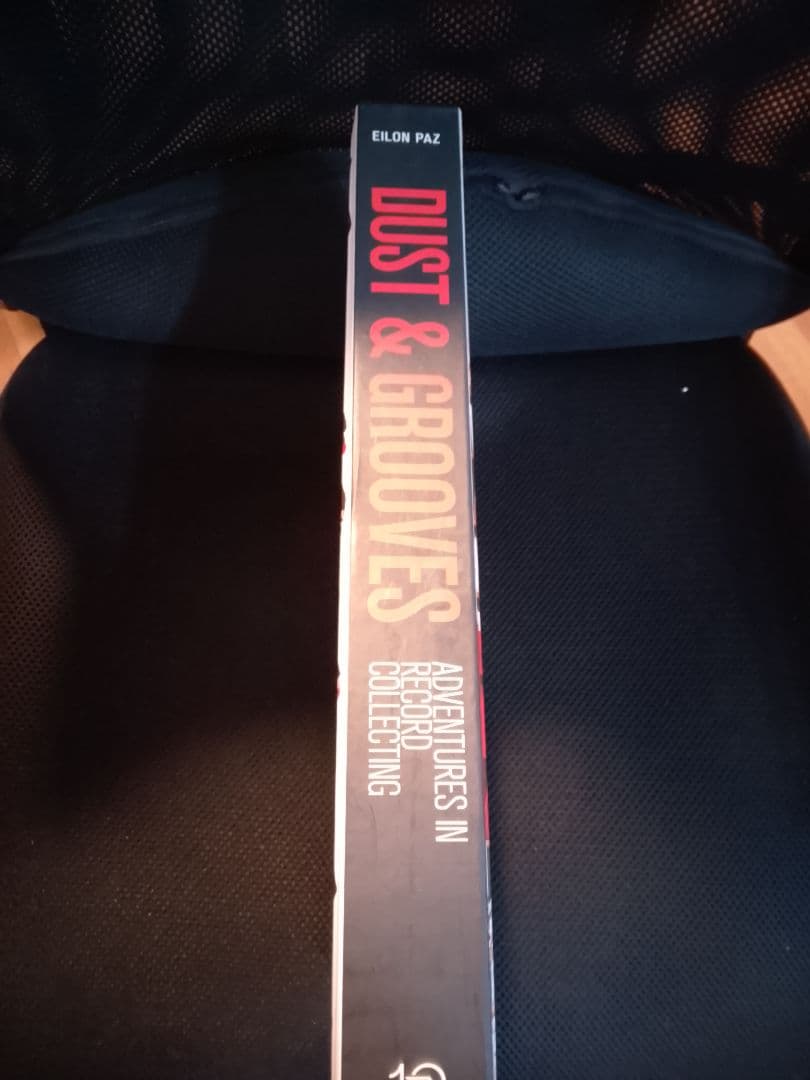 EILON PAZ
DUST & GROOVES
ADVENTURES IN
RECORD
COLLECTING